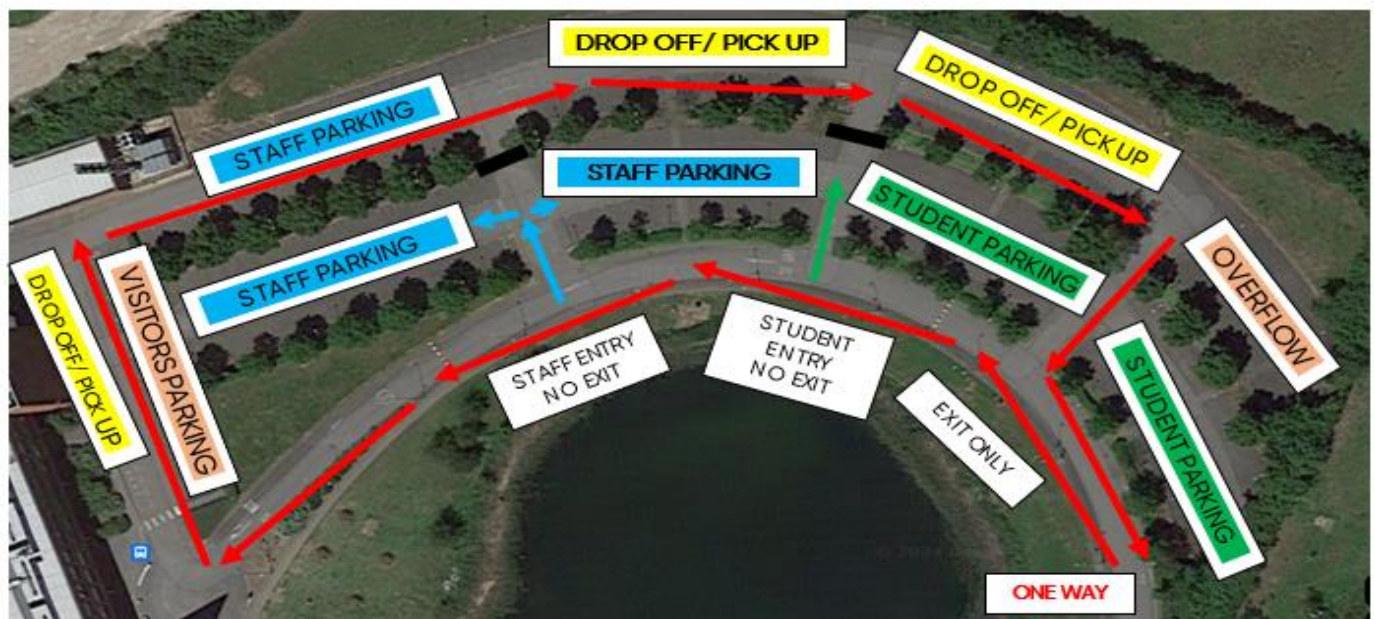 DROP OFF/ PICK UP
DROP OFF/ PICK UP
STAFF PARKING
STAFF PARKING
STUDENT PARKING
STAFF PARKING
DROP OFF/ PICK UP
VISITORS PARKING
OVERFLOW
STAFF ENTRY
NO EXIT
STUDENT
ENTRY
NO EXIT
EXIT ONLY
STUDENT PARKING
ONE WAY